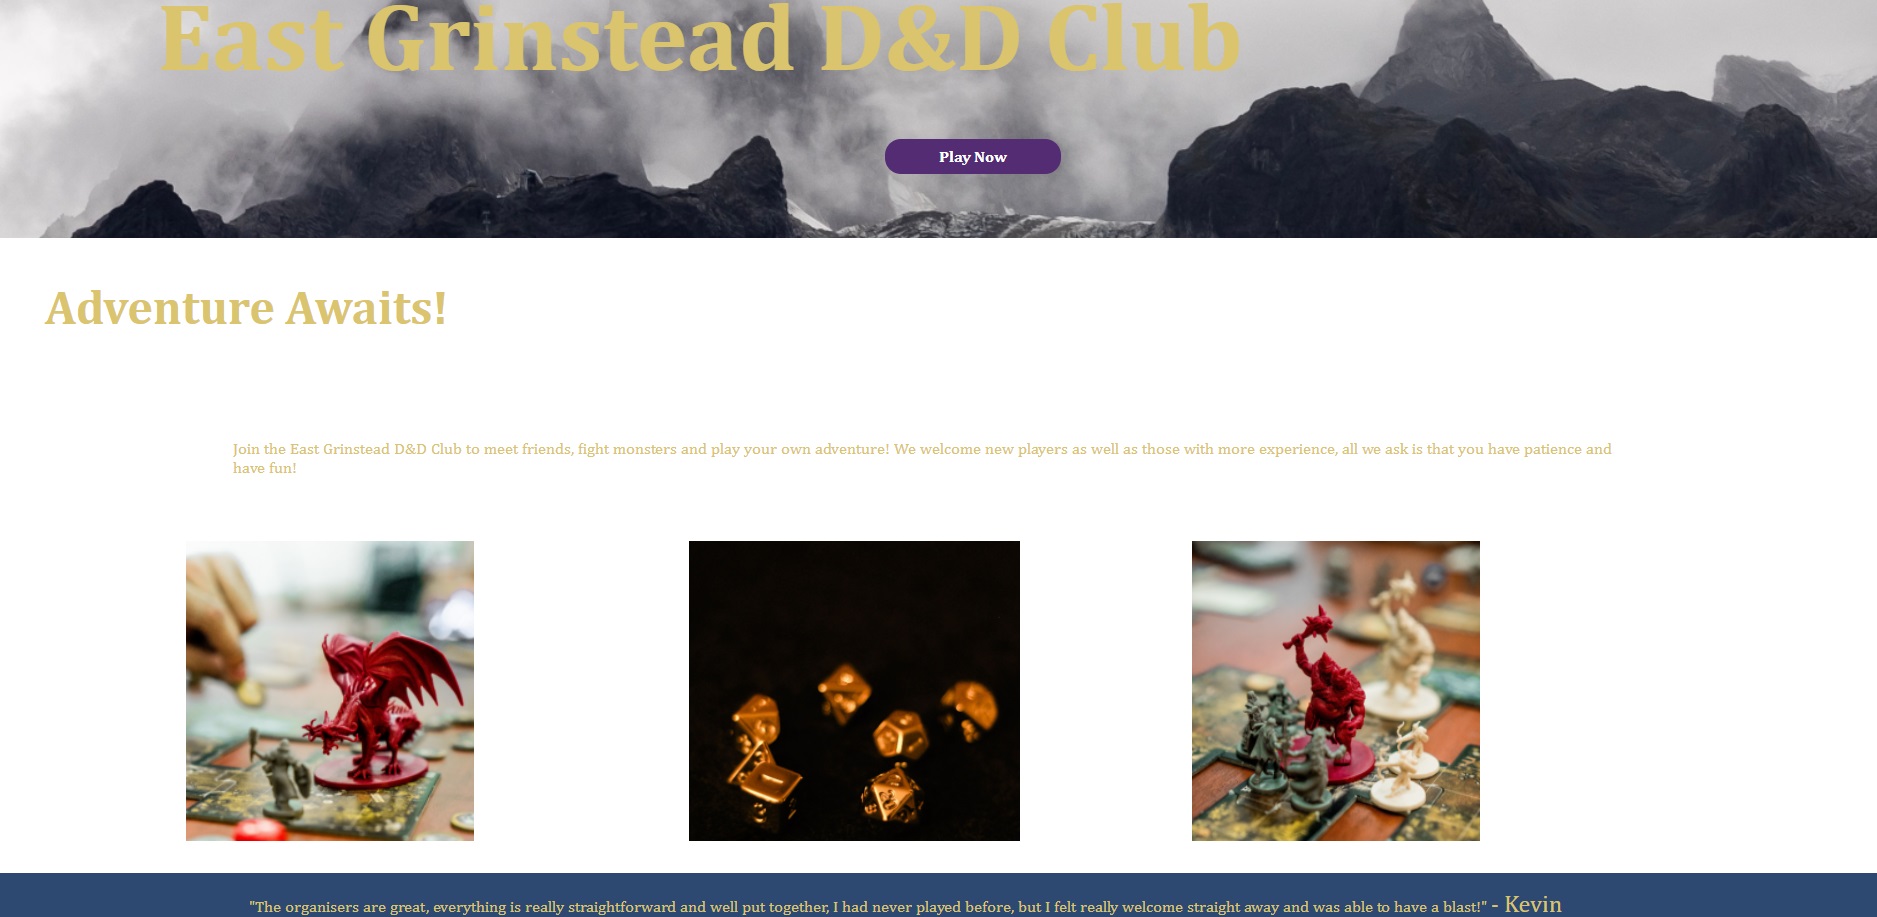 East Grinstead D&D Club
Play Now
Adventure Awaits!
Join the East Grinstead D&D Club to meet friends, fight monsters and play your own adventure! We welcome new players as well as those with more experience, all we ask is that you have patience and
have fun!
"The organisers are great, everything is really straightforward and well put together, I had never played before, but I felt really welcome straight away and was able to have a blast!" - Kevin